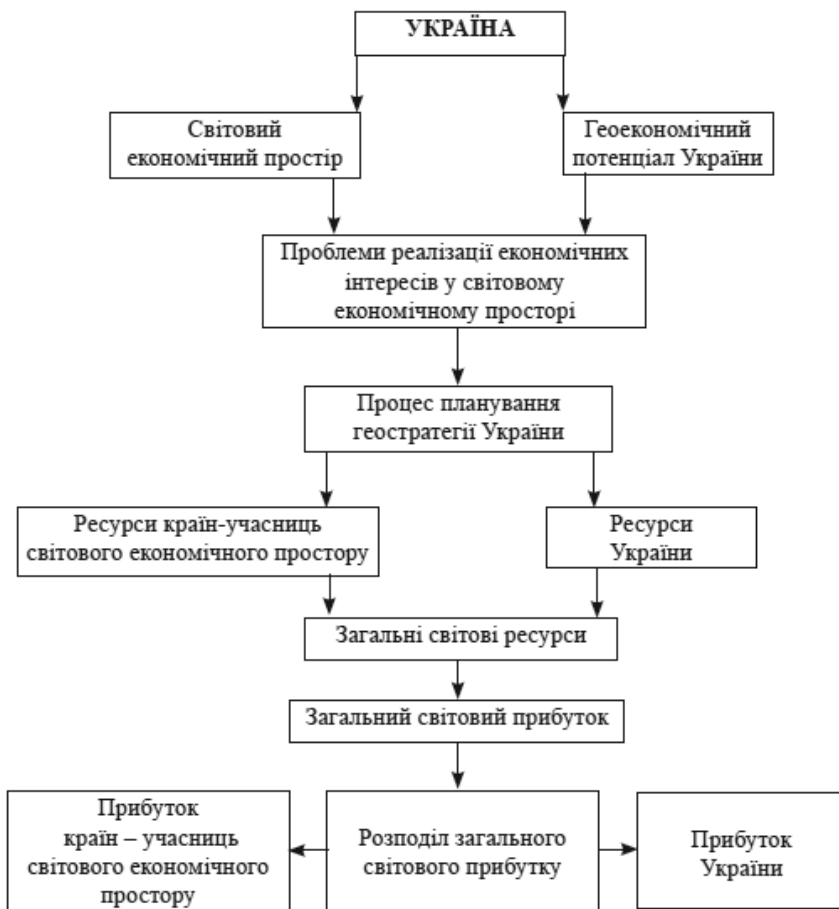 УКРАЇНА
Світовий
економічний простір
Геоекономічний
потенціал України
Проблеми реалізації економічних
інтересів у світовому
економічному просторі
Процес планування
геостратегії України
Ресурси країн-учасниць
світового економічного простору
Ресурси
України
Загальні світові ресурси
Загальний світовий прибуток
Прибуток
країн – учасниць
світового економічного
простору
Розподіл загального
світового прибутку
Прибуток
України